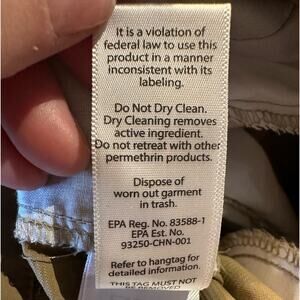 It is a violation of
federal law to use this
product in a manner
inconsistent with its
labeling.
Do Not Dry Clean.
Dry Cleaning removes
active ingredient.
Do not retreat with other
permethrin products.
Dispose of
worn out garment
in trash.
EPA Reg. No. 83588-1
EPA Est. No.
93250-CHN-001
Refer to hangtag for
detailed information.
THIS TAG MUST NOT
BE REMOVED